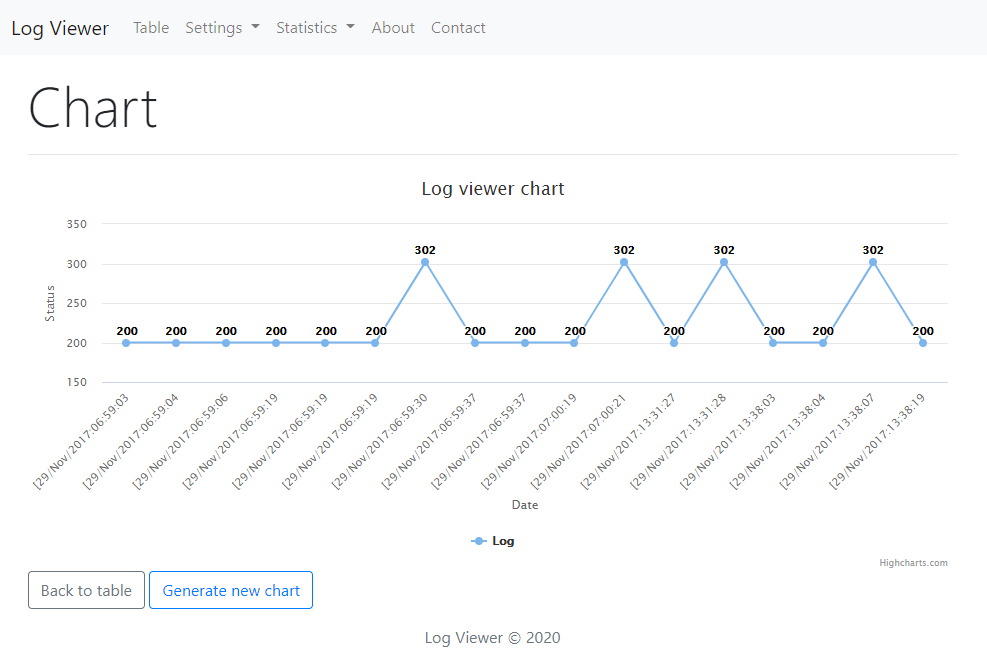 Log Viewer Table Settings Statistics About Contact
Chart
Log viewer chart
Status
350
300
250
200
150
200 200 200 200 200 200 302 200 200 200 302 200 302 200 200 302 200
[29/Nov/2017:06:59:03
[29/Nov/2017:06:59:04
[29/Nov/2017:06:59:06
[29/Nov/2017:06:59:19
[29/Nov/2017:06:59:19
[29/Nov/2017:06:59:19
[29/Nov/2017:06:59:30
[29/Nov/2017:06:59:37
[29/Nov/2017:06:59:37
[29/Nov/2017:07:00:19
[29/Nov/2017:07:00:21
[29/Nov/2017:13:31:27
[29/Nov/2017:13:31:28
[29/Nov/2017:13:38:03
[29/Nov/2017:13:38:04
[29/Nov/2017:13:38:07
[29/Nov/2017:13:38:19
Date
Log
Highcharts.com
Back to table Generate new chart
Log Viewer © 2020